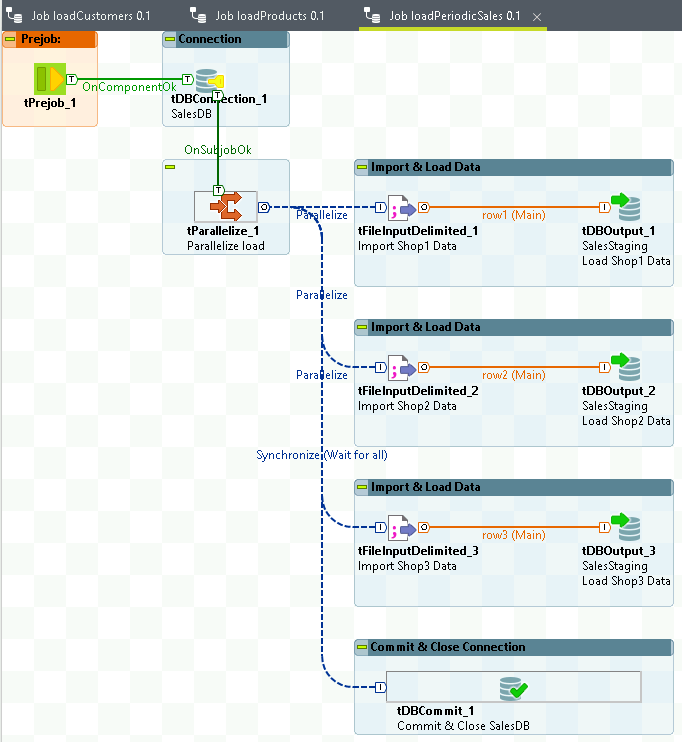 Job loadCustomers 0.1
Job loadProducts 0.1
Job loadPeriodicSales 0.1
Prejob:
tPrejob_1
T
OnComponentOk
Connection
T
tDBConnection_1
T
SalesDB
OnSubjobOk
T
O
tParallelize_1
Parallelize load
Parallelize
Import & Load Data
I
O
row1 (Main)
I
tFileInputDelimited_1
Import Shop1 Data
tDBOutput_1
SalesStaging
Load Shop1 Data
Parallelize
Import & Load Data
I
O
row2 (Main)
I
tFileInputDelimited_2
Import Shop2 Data
tDBOutput_2
SalesStaging
Load Shop2 Data
Parallelize
Synchronize (Wait for all)
Import & Load Data
I
O
row3 (Main)
I
tFileInputDelimited_3
Import Shop3 Data
tDBOutput_3
SalesStaging
Load Shop3 Data
Commit & Close Connection
I
tDBCommit_1
Commit & Close SalesDB